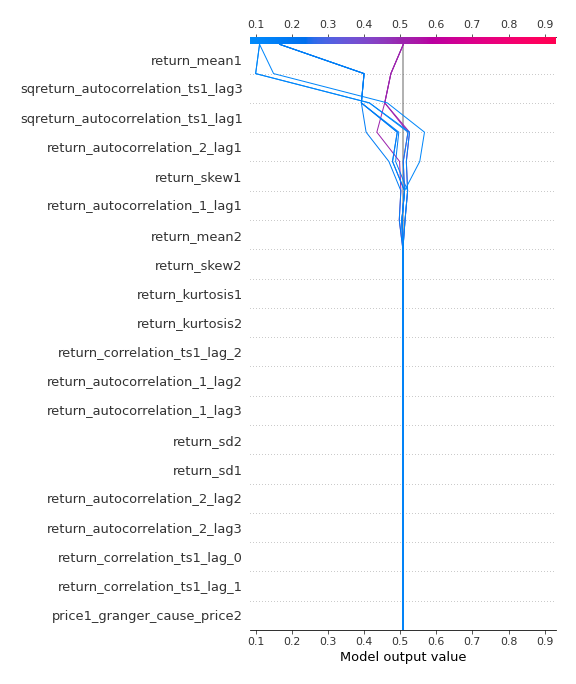 0.1 0.2 0.3 0.4 0.5 0.6 0.7 0.8 0.9
return_mean1
sqreturn_autocorrelation_ts1_lag3
sqreturn_autocorrelation_ts1_lag1
return_autocorrelation_2_lag1
return_skew1
return_autocorrelation_1_lag1
return_mean2
return_skew2
return_kurtosis1
return_kurtosis2
return_correlation_ts1_lag_2
return_autocorrelation_1_lag2
return_autocorrelation_1_lag3
return_sd2
return_sd1
return_autocorrelation_2_lag2
return_autocorrelation_2_lag3
return_correlation_ts1_lag_0
return_correlation_ts1_lag_1
price1_granger_cause_price2
0.1 0.2 0.3 0.4 0.5 0.6 0.7 0.8 0.9
Model output value